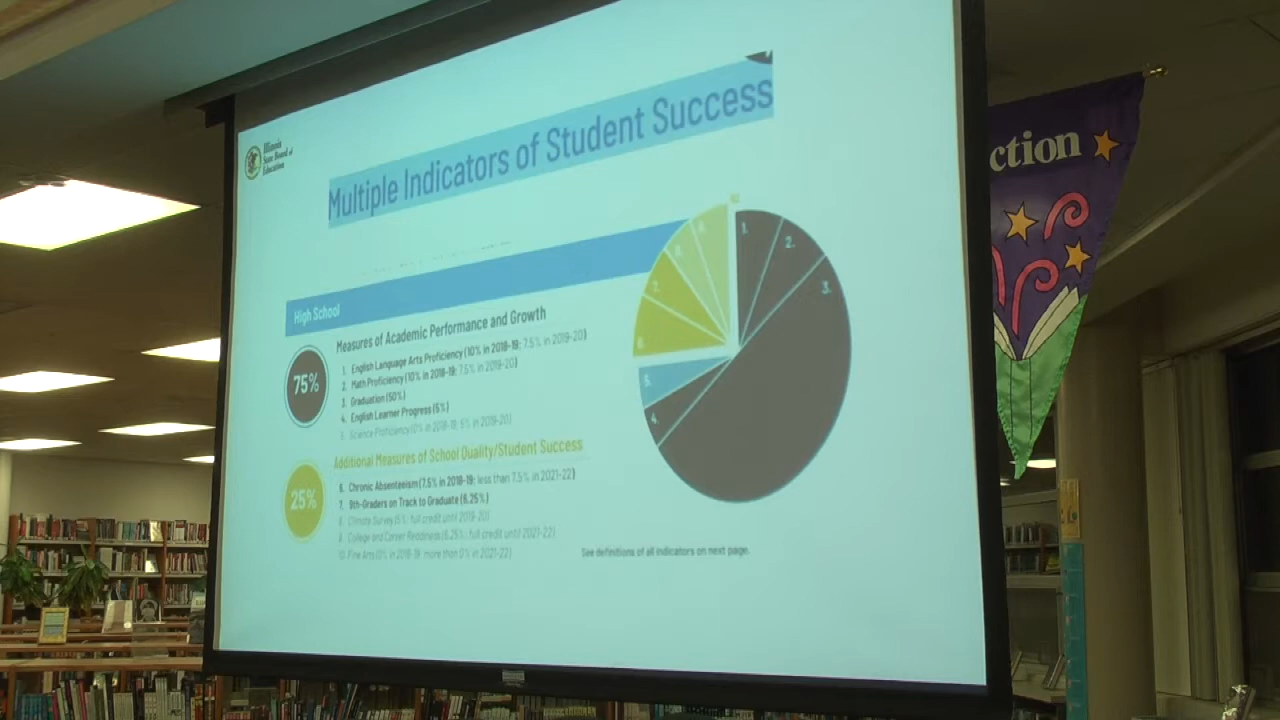 Illinois
State Board of
Education
Multiple Indicators of Student Success
ction
High School
75%
Measures of Academic Performance and Growth
1. English Language Arts Proficiency (10% in 2018-19; 7.5% in 2019-20)
2. Math Proficiency (10% in 2018-19; 7.5% in 2019-20)
3. Graduation (50%)
4. English Learner Progress (5%)
5. Science Proficiency (0% in 2018-19; 5% in 2019-20)
25%
Additional Measures of School Quality/Student Success
6. Chronic Absenteeism (7.5% in 2018-19; less than 7.5% in 2021-22)
7. 9th-Graders on Track to Graduate (6.25%)
8. Climate Survey (5%; full credit until 2019-20)
9. College and Career Readiness (6.25%; full credit until 2021-22)
10. Fine Arts (0% in 2018-19; more than 0% in 2021-22)
1.
2.
3.
4.
5.
6.
7.
8.
9.
10.
See definitions of all indicators on next page.